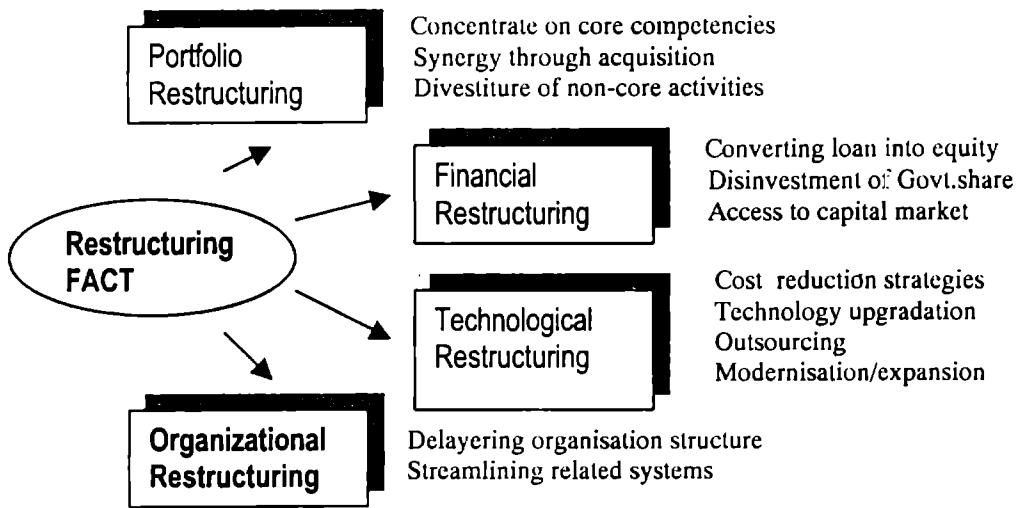 Portfolio
Restructuring
Concentrate on core competencies
Synergy through acquisition
Divestiture of non-core activities
Financial
Restructuring
Converting loan into equity
Disinvestment of Govt.share
Access to capital market
Restructuring
FACT
Technological
Restructuring
Cost reduction strategies
Technology upgradation
Outsourcing
Modernisation/expansion
Organizational
Restructuring
Delayering organisation structure
Streamlining related systems